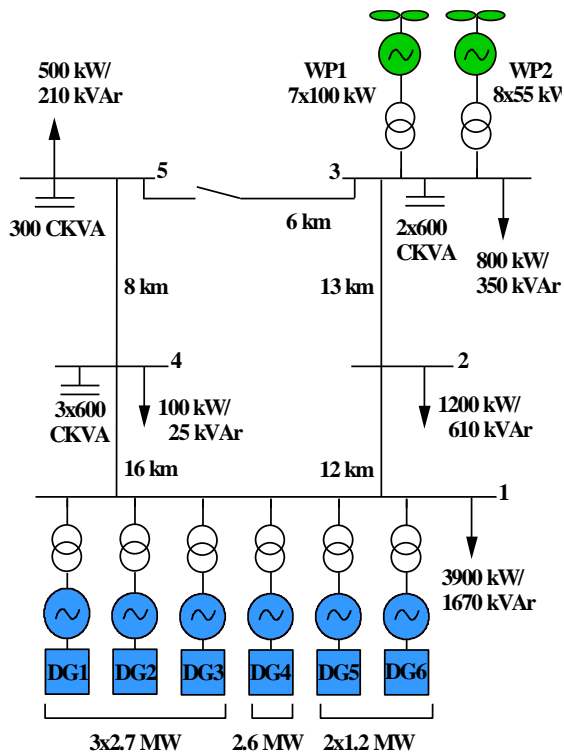 500 kW/
210 kVAr
WP1
7x100 kW
WP2
8x55 kW
5
3
300 CKVA
6 km
2x600
CKVA
800 kW/
350 kVAr
8 km
13 km
4
2
3x600
CKVA
100 kW/
25 kVAr
1200 kW/
610 kVAr
16 km
12 km
1
3900 kW/
1670 kVAr
DG1
DG2
DG3
DG4
DG5
DG6
3x2.7 MW
2.6 MW
2x1.2 MW